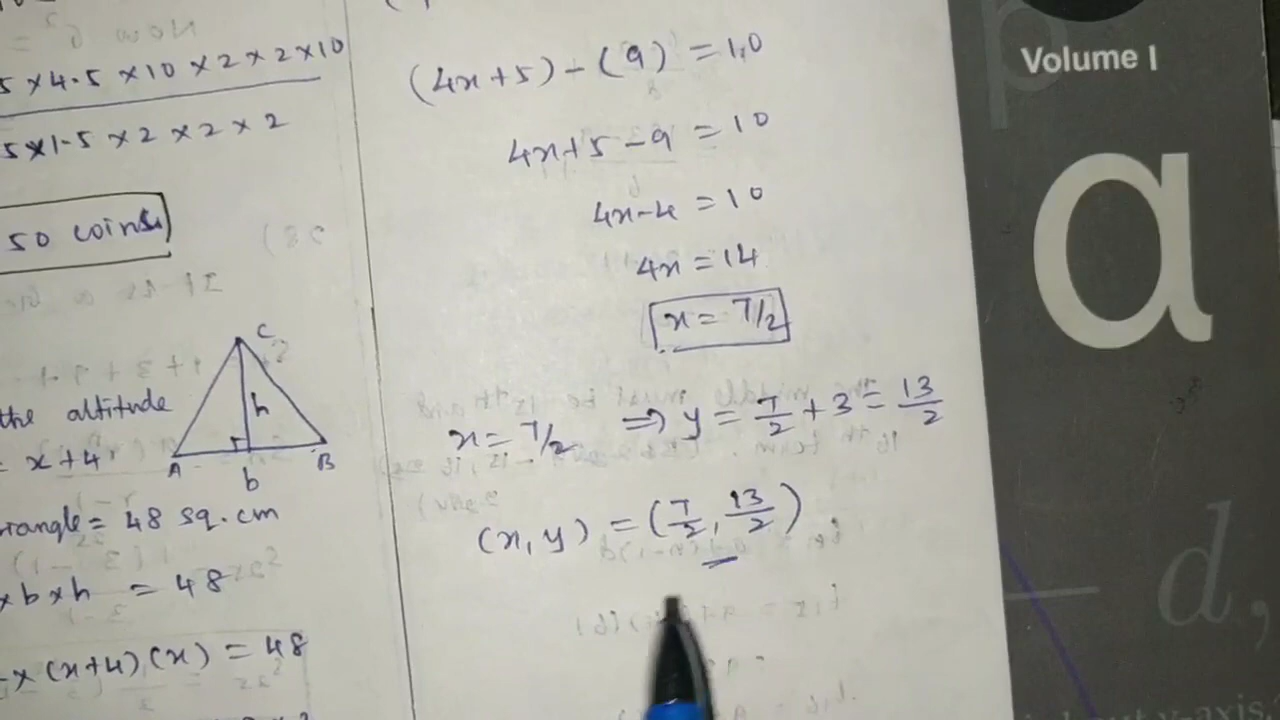 5 × 4.5 × 10 × 2 × 2 × 10
5 × 1.5 × 2 × 2 × 2
50 coins
C
h
the altitude
= x+4
A
B
b
triangle = 48 sq.cm
× b × h = 48
× (x+4) (x) = 48
(4x+5) - (9) = 10
4x+5-9 = 10
4x-4 = 10
4x = 14
x = 7/2
x = 7/2 ⇒ y = 7/2 + 3 = 13/2
(x, y) = (7/2, 13/2)
Volume I
α
- d,
y-axis.